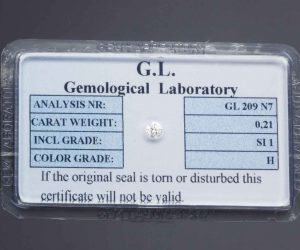 G.L.
Gemological Laboratory
ANALYSIS NR: GL 209 N7
CARAT WEIGHT: 0,21
INCL GRADE: SI 1
COLOR GRADE: H
If the original seal is torn or disturbed this
certificate will not be valid.